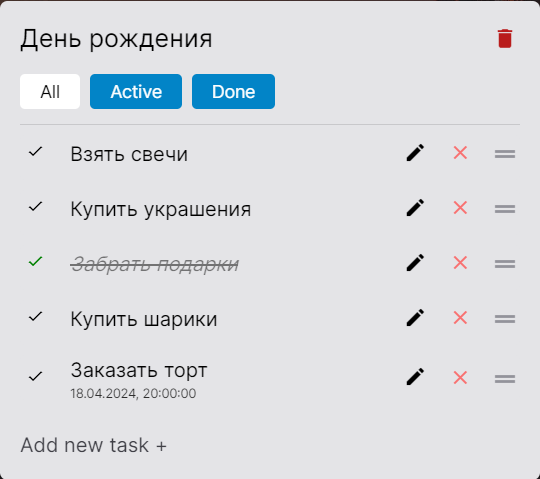 День рождения
All Active Done
Взять свечи
Купить украшения
Забрать подарки
Купить шарики
Заказать торт
18.04.2024, 20:00:00
Add new task +